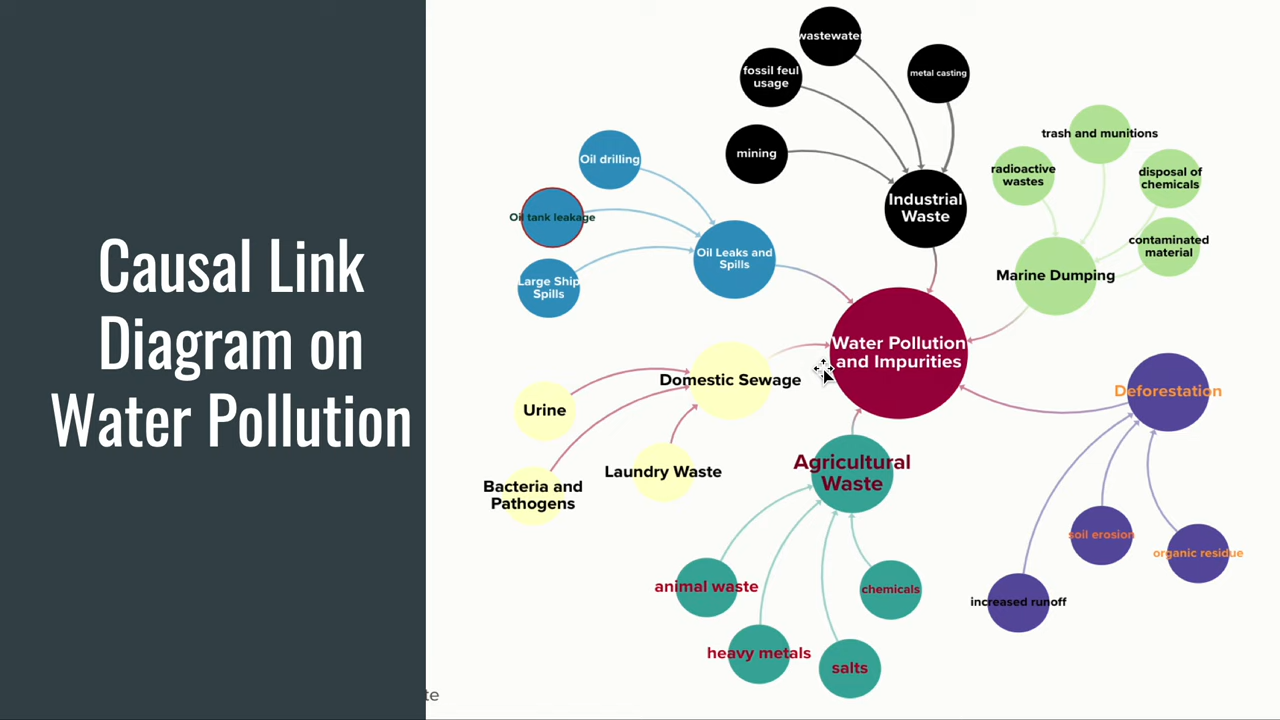 Causal Link
Diagram on
Water Pollution
wastewater
fossil feul
usage
metal casting
mining
Industrial
Waste
trash and munitions
radioactive
wastes
disposal of
chemicals
contaminated
material
Marine Dumping
Oil drilling
Oil tank leakage
Large Ship
Spills
Oil Leaks and
Spills
Water Pollution
and Impurities
Domestic Sewage
Urine
Laundry Waste
Bacteria and
Pathogens
Deforestation
soil erosion
organic residue
increased runoff
Agricultural
Waste
animal waste
chemicals
heavy metals
salts
te